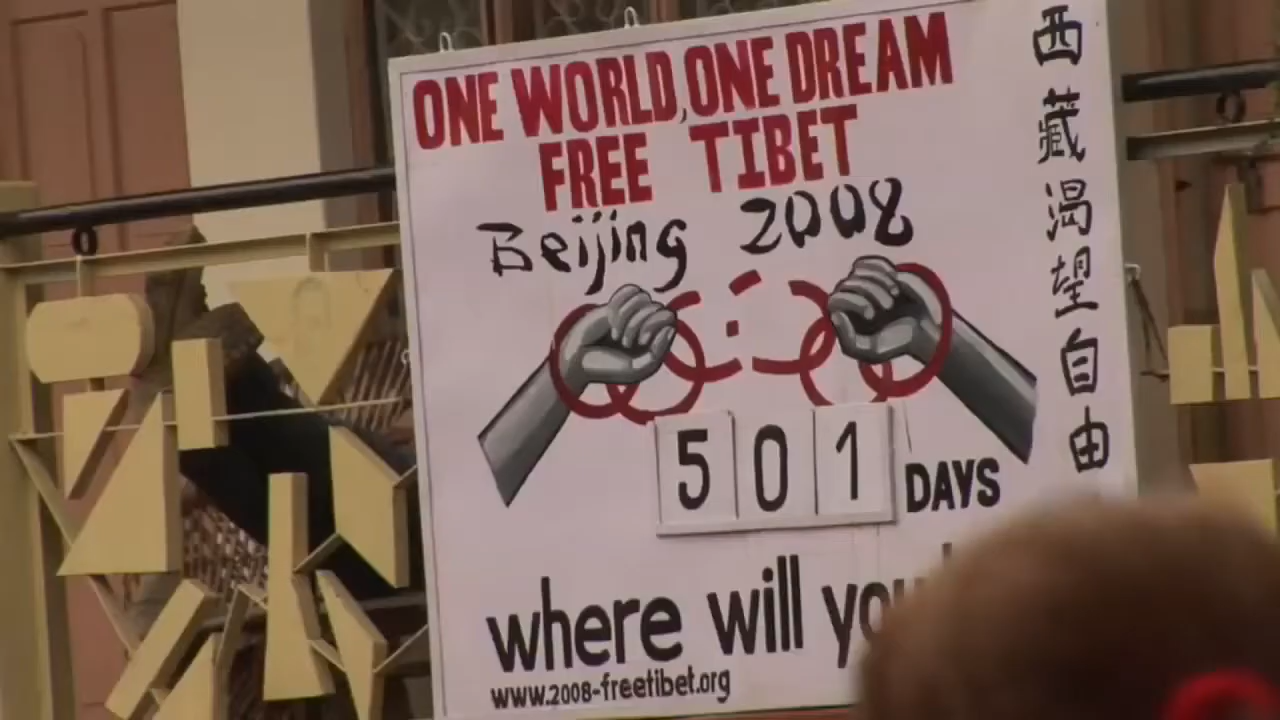 ONE WORLD, ONE DREAM
FREE TIBET
Beijing 2008
501 DAYS
where will you
www.2008-freetibet.org
西藏渴望自由